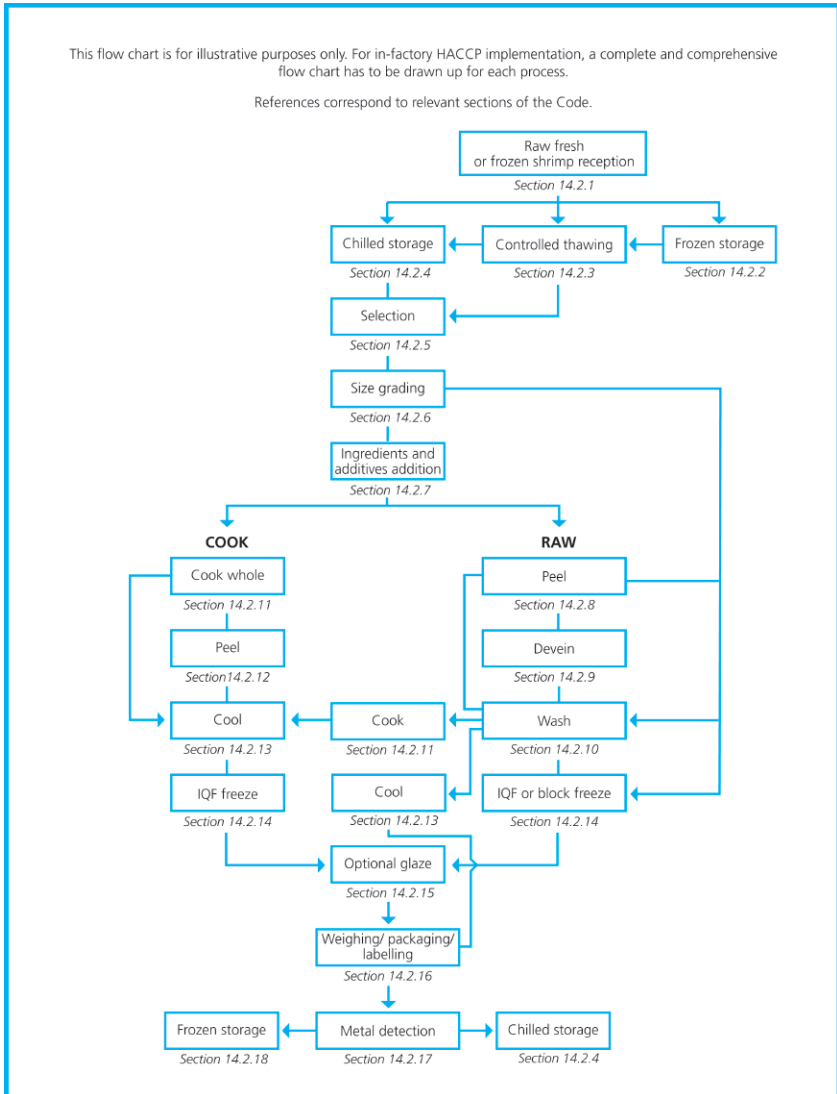 This flow chart is for illustrative purposes only. For in-factory HACCP implementation, a complete and comprehensive
flow chart has to be drawn up for each process.
References correspond to relevant sections of the Code.
Raw fresh
or frozen shrimp reception
Section 14.2.1
Chilled storage
Controlled thawing
Frozen storage
Section 14.2.4
Section 14.2.3
Section 14.2.2
Selection
Section 14.2.5
Size grading
Section 14.2.6
Ingredients and
additives addition
Section 14.2.7
COOK
RAW
Cook whole
Peel
Section 14.2.11
Section 14.2.8
Peel
Devein
Section14.2.12
Section 14.2.9
Cool
Cook
Wash
Section 14.2.13
Section 14.2.11
Section 14.2.10
IQF freeze
Cool
IQF or block freeze
Section 14.2.14
Section 14.2.13
Section 14.2.14
Optional glaze
Section 14.2.15
Weighing/ packaging/
labelling
Section 14.2.16
Frozen storage
Metal detection
Chilled storage
Section 14.2.18
Section 14.2.17
Section 14.2.4